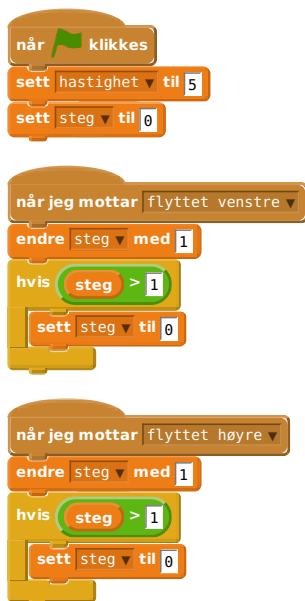 når klikkes
sett hastighet til 5
sett steg til 0
når jeg mottar flyttet venstre
endre steg med 1
hvis steg > 1
sett steg til 0
når jeg mottar flyttet høyre
endre steg med 1
hvis steg > 1
sett steg til 0